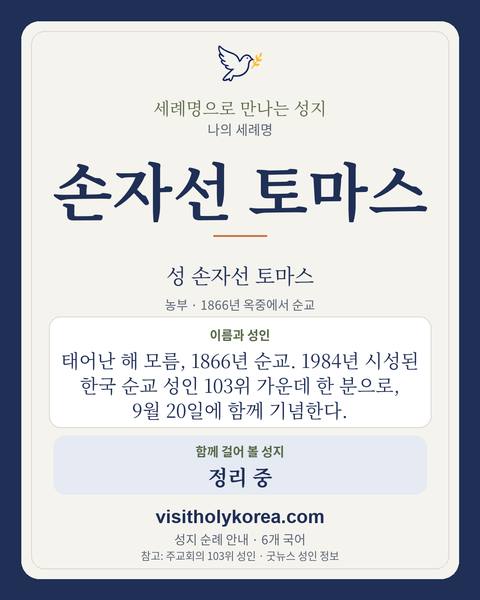 세례명으로 만나는 성지
나의 세례명
손자선 토마스
성 손자선 토마스
농부 · 1866년 옥중에서 순교
이름과 성인
태어난 해 모름, 1866년 순교. 1984년 시성된
한국 순교 성인 103위 가운데 한 분으로,
9월 20일에 함께 기념한다.
함께 걸어 볼 성지
정리 중
visitholykorea.com
성지 순례 안내 · 6개 국어
참고: 주교회의 103위 성인 · 굿뉴스 성인 정보